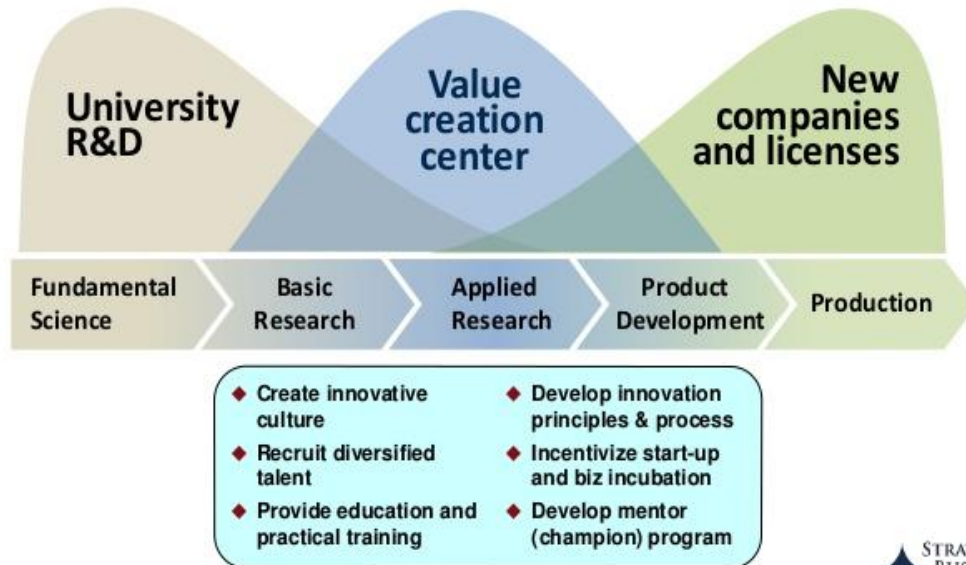 University
R&D
Value
creation
center
New
companies
and licenses
Fundamental
Science
Basic
Research
Applied
Research
Product
Development
Production
Create innovative
culture
Recruit diversified
talent
Provide education and
practical training
Develop innovation
principles & process
Incentivize start-up
and biz incubation
Develop mentor
(champion) program